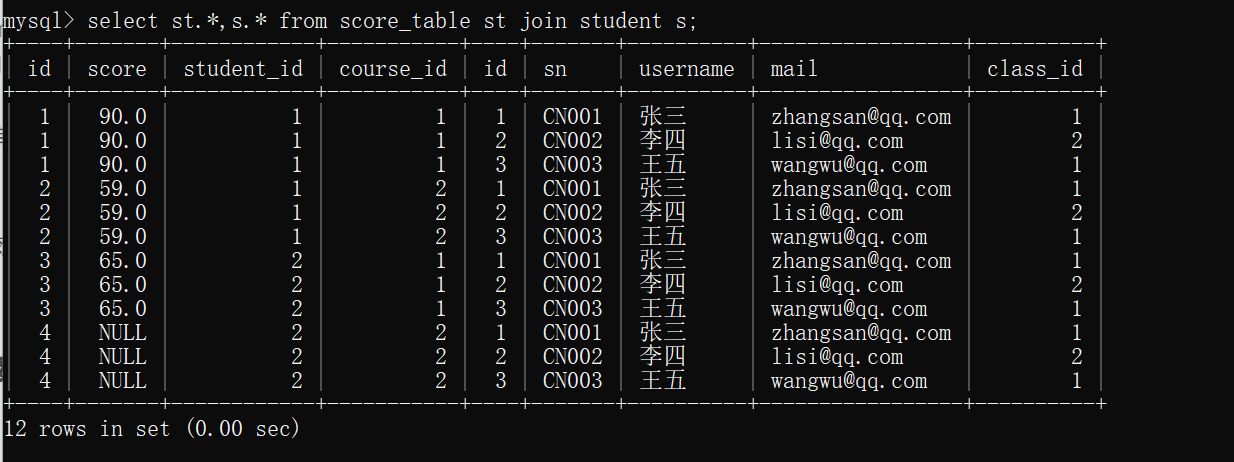 mysql> select st.*,s.* from score_table st join student s;
+----+-------+------------+-----------+----+-------+----------+-----------------+----------+
| id | score | student_id | course_id | id | sn    | username | mail            | class_id |
+----+-------+------------+-----------+----+-------+----------+-----------------+----------+
|  1 |  90.0 |          1 |         1 |  1 | CN001 | 张三     | zhangsan@qq.com |        1 |
|  1 |  90.0 |          1 |         1 |  2 | CN002 | 李四     | lisi@qq.com     |        2 |
|  1 |  90.0 |          1 |         1 |  3 | CN003 | 王五     | wangwu@qq.com   |        1 |
|  2 |  59.0 |          1 |         2 |  1 | CN001 | 张三     | zhangsan@qq.com |        1 |
|  2 |  59.0 |          1 |         2 |  2 | CN002 | 李四     | lisi@qq.com     |        2 |
|  2 |  59.0 |          1 |         2 |  3 | CN003 | 王五     | wangwu@qq.com   |        1 |
|  3 |  65.0 |          2 |         1 |  1 | CN001 | 张三     | zhangsan@qq.com |        1 |
|  3 |  65.0 |          2 |         1 |  2 | CN002 | 李四     | lisi@qq.com     |        2 |
|  3 |  65.0 |          2 |         1 |  3 | CN003 | 王五     | wangwu@qq.com   |        1 |
|  4 |  NULL |          2 |         2 |  1 | CN001 | 张三     | zhangsan@qq.com |        1 |
|  4 |  NULL |          2 |         2 |  2 | CN002 | 李四     | lisi@qq.com     |        2 |
|  4 |  NULL |          2 |         2 |  3 | CN003 | 王五     | wangwu@qq.com   |        1 |
+----+-------+------------+-----------+----+-------+----------+-----------------+----------+
12 rows in set (0.00 sec)